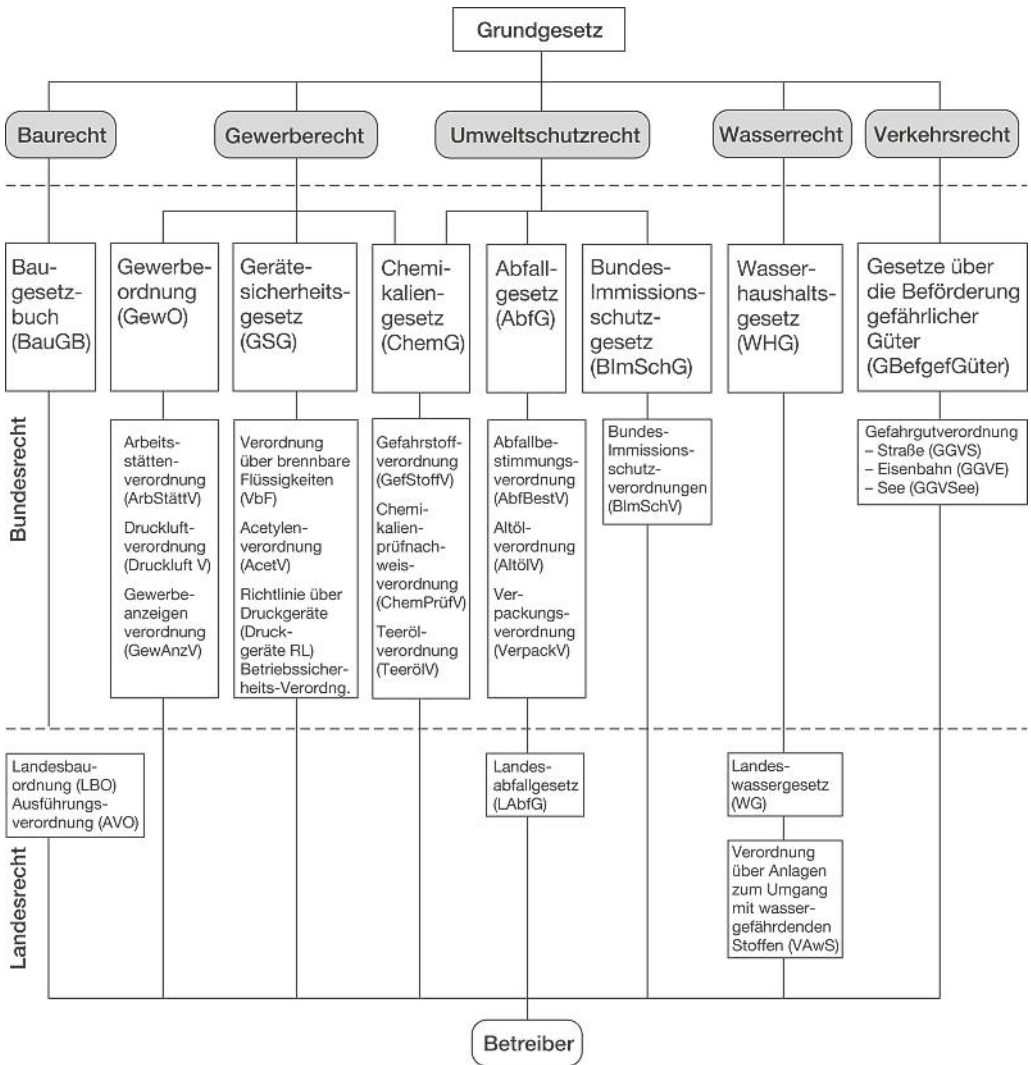 Grundgesetz
Baurecht
Gewerberecht
Umweltschutzrecht
Wasserrecht
Verkehrsrecht
Bundesrecht
Bau-
gesetz-
buch
(BauGB)
Gewerbe-
ordnung
(GewO)
Geräte-
sicherheits-
gesetz
(GSG)
Chemi-
kalien-
gesetz
(ChemG)
Abfall-
gesetz
(AbfG)
Bundes-
Immissions-
schutz-
gesetz
(BImSchG)
Wasser-
haushalts-
gesetz
(WHG)
Gesetze über
die Beförderung
gefährlicher
Güter
(GBefgefGüter)
Arbeits-
stätten-
verordnung
(ArbStättV)
Druckluft-
verordnung
(Druckluft V)
Gewerbe-
anzeigen
verordnung
(GewAnzV)
Verordnung
über brennbare
Flüssigkeiten
(VbF)
Acetylen-
verordnung
(AcetV)
Richtlinie über
Druckgeräte
(Druck-
geräte RL)
Betriebssicher-
heits-Verordng.
Gefahrstoff-
verordnung
(GefStoffV)
Chemi-
kalien-
prüfnach-
weis-
verordnung
(ChemPrüfV)
Teeröl-
verordnung
(TeerölV)
Abfallbe-
stimmungs-
verordnung
(AbfBestV)
Altöl-
verordnung
(AltölV)
Ver-
packungs-
verordnung
(VerpackV)
Bundes-
Immissions-
schutz-
verordnungen
(BImSchV)
Gefahrgutverordnung
– Straße (GGVS)
– Eisenbahn (GGVE)
– See (GGVSee)
Landesrecht
Landesbau-
ordnung (LBO)
Ausführungs-
verordnung (AVO)
Landes-
abfallgesetz
(LAbfG)
Landes-
wassergesetz
(WG)
Verordnung
über Anlagen
zum Umgang
mit wasser-
gefährdenden
Stoffen (VAwS)
Betreiber